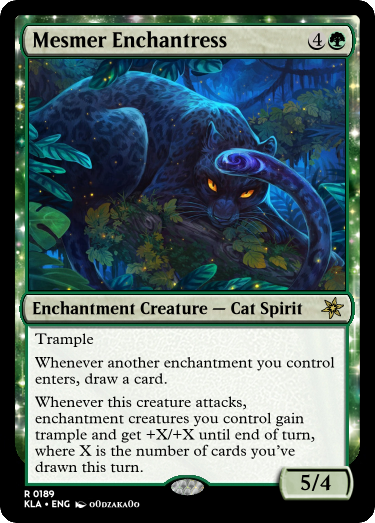 Mesmer Enchantress 4
Enchantment Creature — Cat Spirit
Trample
Whenever another enchantment you control
enters, draw a card.
Whenever this creature attacks,
enchantment creatures you control gain
trample and get +X/+X until end of turn,
where X is the number of cards you've
drawn this turn.
5/4
R 0189
KLA • ENG o0DZAKA0o